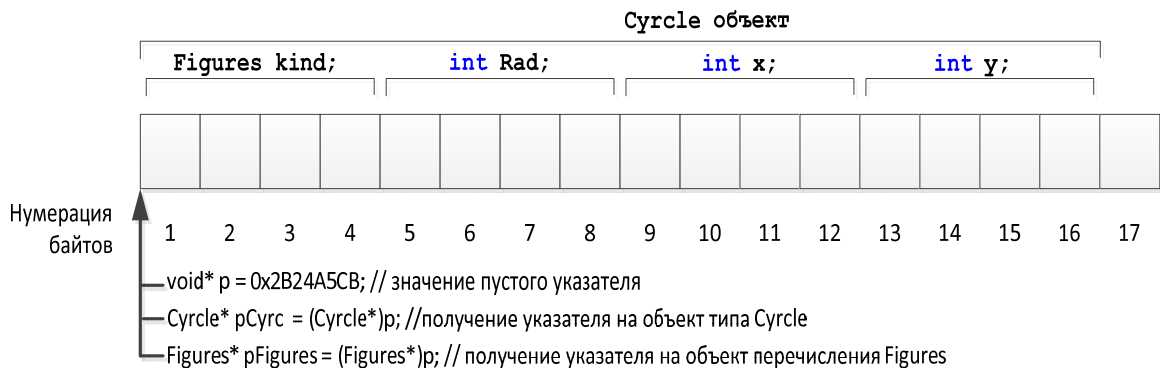 Cyrcle объект
Figures kind; int Rad; int x; int y;
Нумерация
байтов
1 2 3 4 5 6 7 8 9 10 11 12 13 14 15 16 17
void* p = 0x2B24A5CB; // значение пустого указателя
Cyrcle* pCyrc = (Cyrcle*)p; //получение указателя на объект типа Cyrcle
Figures* pFigures = (Figures*)p; // получение указателя на объект перечисления Figures